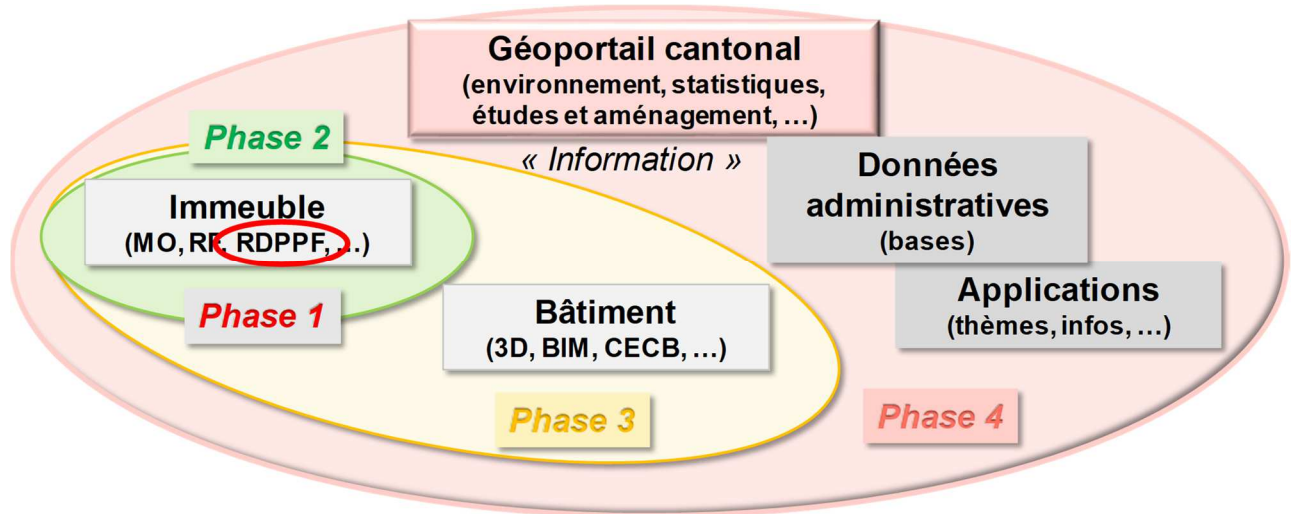 Géoportail cantonal
(environnement, statistiques,
études et aménagement, …)
« Information »
Phase 2
Immeuble
(MO, RF, RDPPF, …)
Phase 1
Données
administratives
(bases)
Applications
(thèmes, infos, …)
Bâtiment
(3D, BIM, CECB, …)
Phase 3
Phase 4